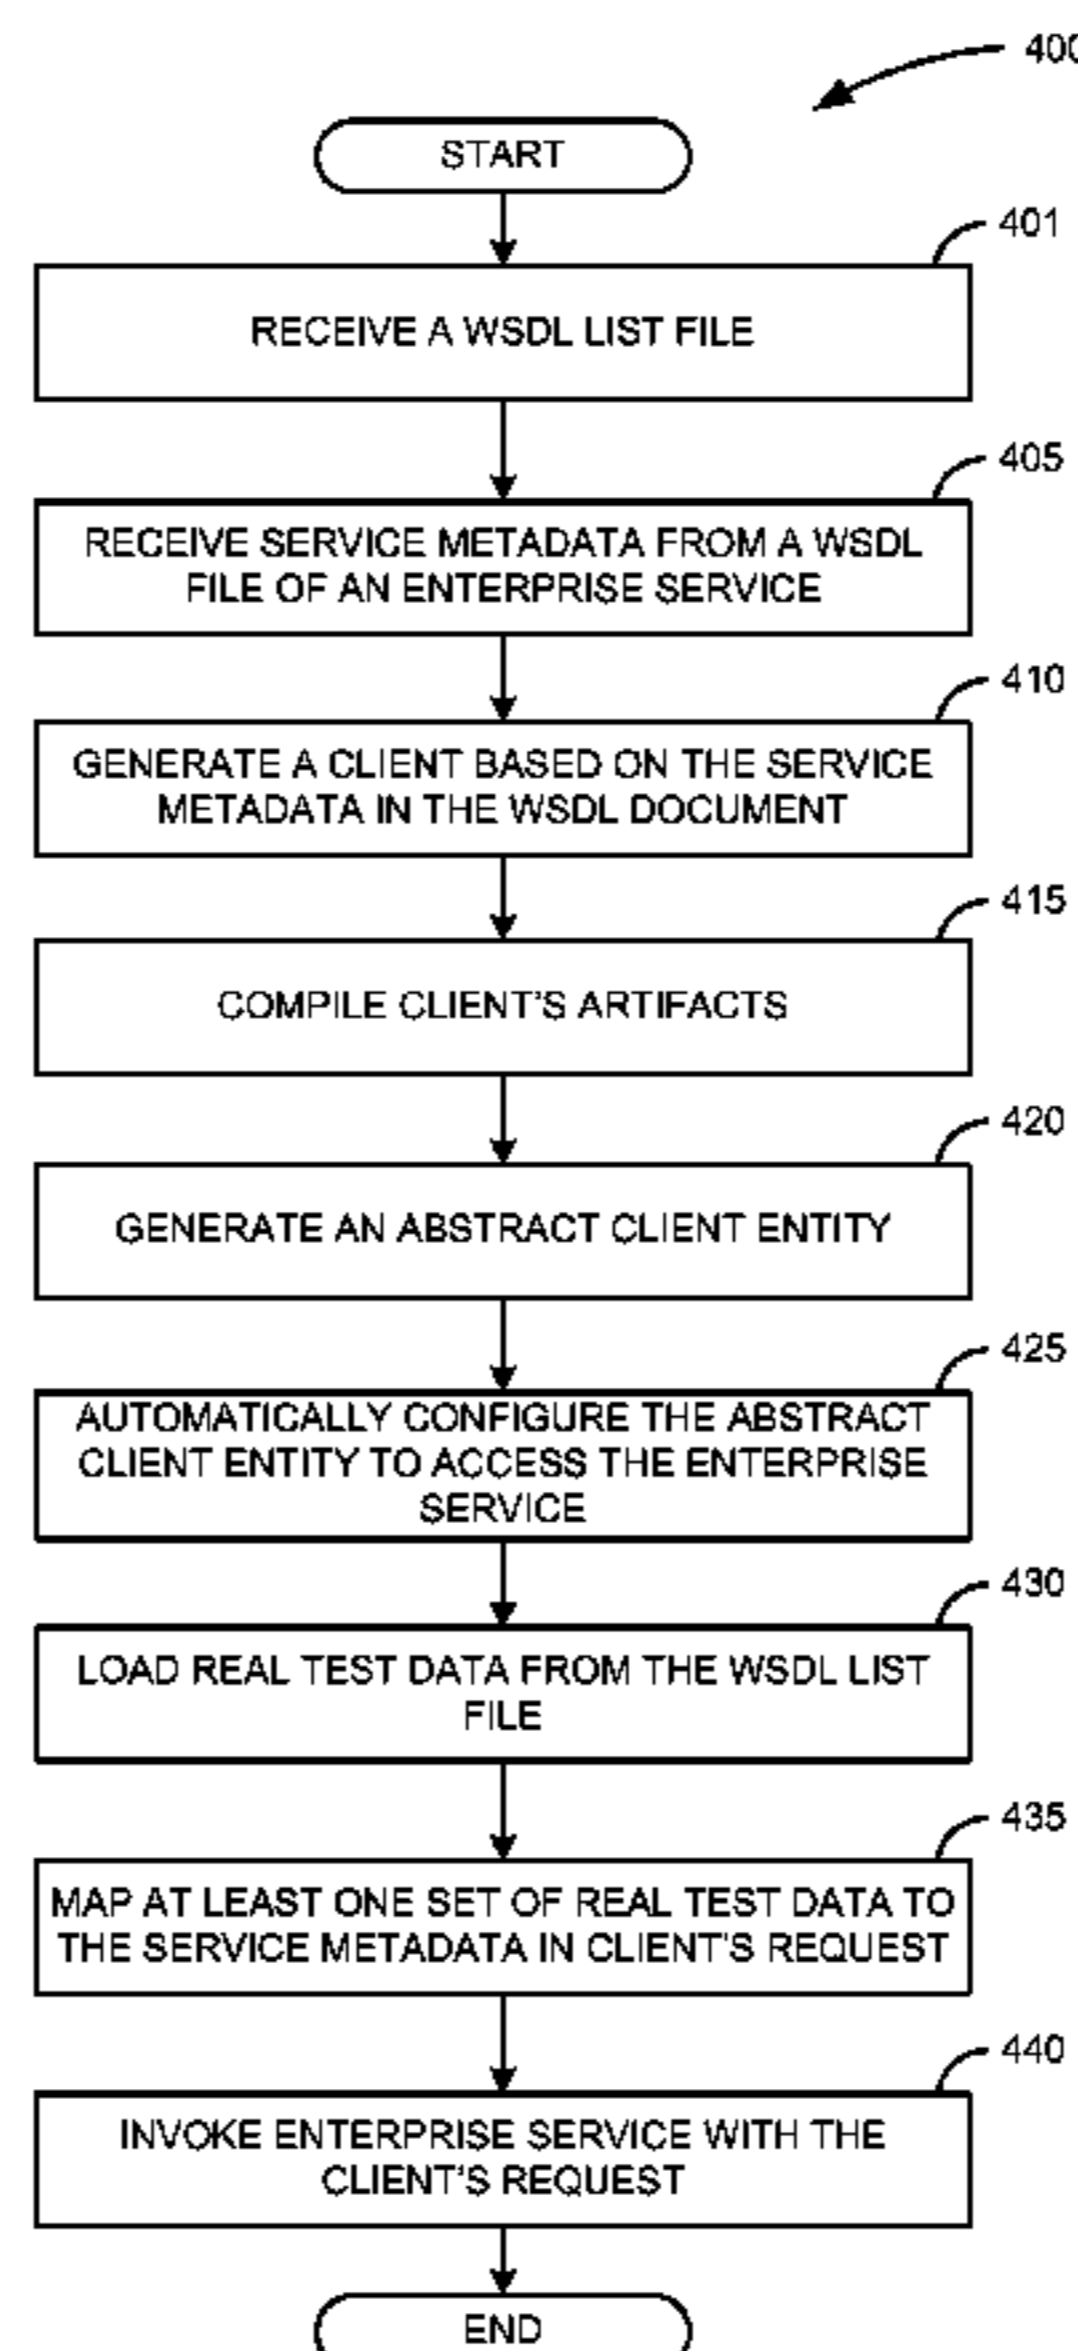 400
START
401
RECEIVE A WSDL LIST FILE
405
RECEIVE SERVICE METADATA FROM A WSDL
FILE OF AN ENTERPRISE SERVICE
410
GENERATE A CLIENT BASED ON THE SERVICE
METADATA IN THE WSDL DOCUMENT
415
COMPILE CLIENT'S ARTIFACTS
420
GENERATE AN ABSTRACT CLIENT ENTITY
425
AUTOMATICALLY CONFIGURE THE ABSTRACT
CLIENT ENTITY TO ACCESS THE ENTERPRISE
SERVICE
430
LOAD REAL TEST DATA FROM THE WSDL LIST
FILE
435
MAP AT LEAST ONE SET OF REAL TEST DATA TO
THE SERVICE METADATA IN CLIENT'S REQUEST
440
INVOKE ENTERPRISE SERVICE WITH THE
CLIENT'S REQUEST
END